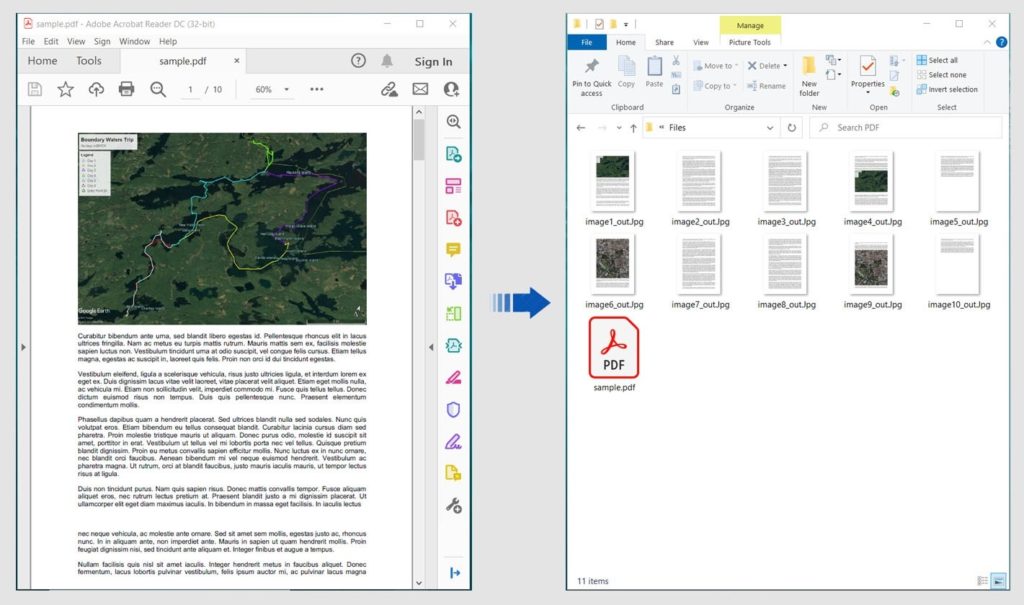 sample.pdf - Adobe Acrobat Reader DC (32-bit)
File Edit View Sign Window Help
Home Tools sample.pdf × ? Sign In
1 / 10 60%
Boundary Waters Trip
Legend
Google Earth
Curabitur bibendum ante urna, sed blandit libero egestas id. Pellentesque rhoncus elit in lacus
ultrices fringilla. Nam ac metus eu turpis mattis rutrum. Mauris mattis sem ex, facilisis molestie
sapien luctus non. Vestibulum tincidunt urna at odio suscipit, vel congue felis cursus. Etiam tellus
magna, egestas ac suscipit in, laoreet quis felis. Proin non orci id dui tincidunt egestas.
Vestibulum eleifend, ligula a scelerisque vehicula, risus justo ultricies ligula, et interdum lorem ex
eget ex. Duis dignissim lacus vitae velit laoreet, vitae placerat velit aliquet. Etiam eget mollis nulla,
ac vehicula mi. Etiam non sollicitudin velit, imperdiet commodo mi. Fusce quis tellus tellus. Donec
dictum euismod risus non tempus. Duis quis pellentesque nunc. Praesent elementum
condimentum mollis.
Phasellus dapibus quam a hendrerit placerat. Sed ultrices blandit nulla sed sodales. Nunc quis
volutpat eros. Etiam bibendum eu tellus consequat blandit. Curabitur lacinia cursus diam sed
pharetra. Proin molestie tristique mauris ut aliquam. Donec purus odio, molestie id suscipit sit
amet, porttitor in erat. Vestibulum ut tellus vel mi lobortis porta nec vel tellus. Quisque pretium
blandit dignissim. Proin eu metus convallis sapien efficitur mollis. Nunc luctus ex in nunc ornare,
nec blandit orci faucibus. Aenean bibendum mi vel neque euismod hendrerit. Vestibulum ac
pharetra magna. Ut rutrum, orci at blandit faucibus, justo mauris iaculis mauris, ut tempor lectus
risus at ligula.
Duis non tincidunt purus. Nam quis sapien risus. Donec mattis convallis tempor. Fusce aliquam
aliquet eros, nec rutrum lectus pretium at. Praesent blandit justo a mi dignissim placerat. Ut
ullamcorper elit eget diam maximus iaculis. In bibendum in massa eget facilisis. In iaculis lectus
nec neque vehicula, ac molestie ante ornare. Sed sit amet sem mollis, egestas justo ac, rhoncus
nunc. In in aliquam ante, non imperdiet ante. Mauris in sapien ut quam hendrerit mollis. Proin
feugiat dignissim nisi, sed tincidunt ante aliquam et. Integer finibus et augue a tempus.
Nullam facilisis quis nisl sit amet iaculis. Integer hendrerit metus in faucibus aliquet. Donec
fermentum, lacus lobortis pulvinar vestibulum, felis ipsum auctor mi, ac pulvinar lacus magna
Manage
File Home Share View Picture Tools
Pin to Quick access
Copy
Paste
Clipboard
Move to
Copy to
Delete
Rename
Organize
New folder
New
Properties
Open
Select all
Select none
Invert selection
Select
« Files
Search PDF
image1_out.Jpg image2_out.Jpg image3_out.Jpg image4_out.Jpg image5_out.Jpg
image6_out.Jpg image7_out.Jpg image8_out.Jpg image9_out.Jpg image10_out.Jpg
PDF
sample.pdf
11 items